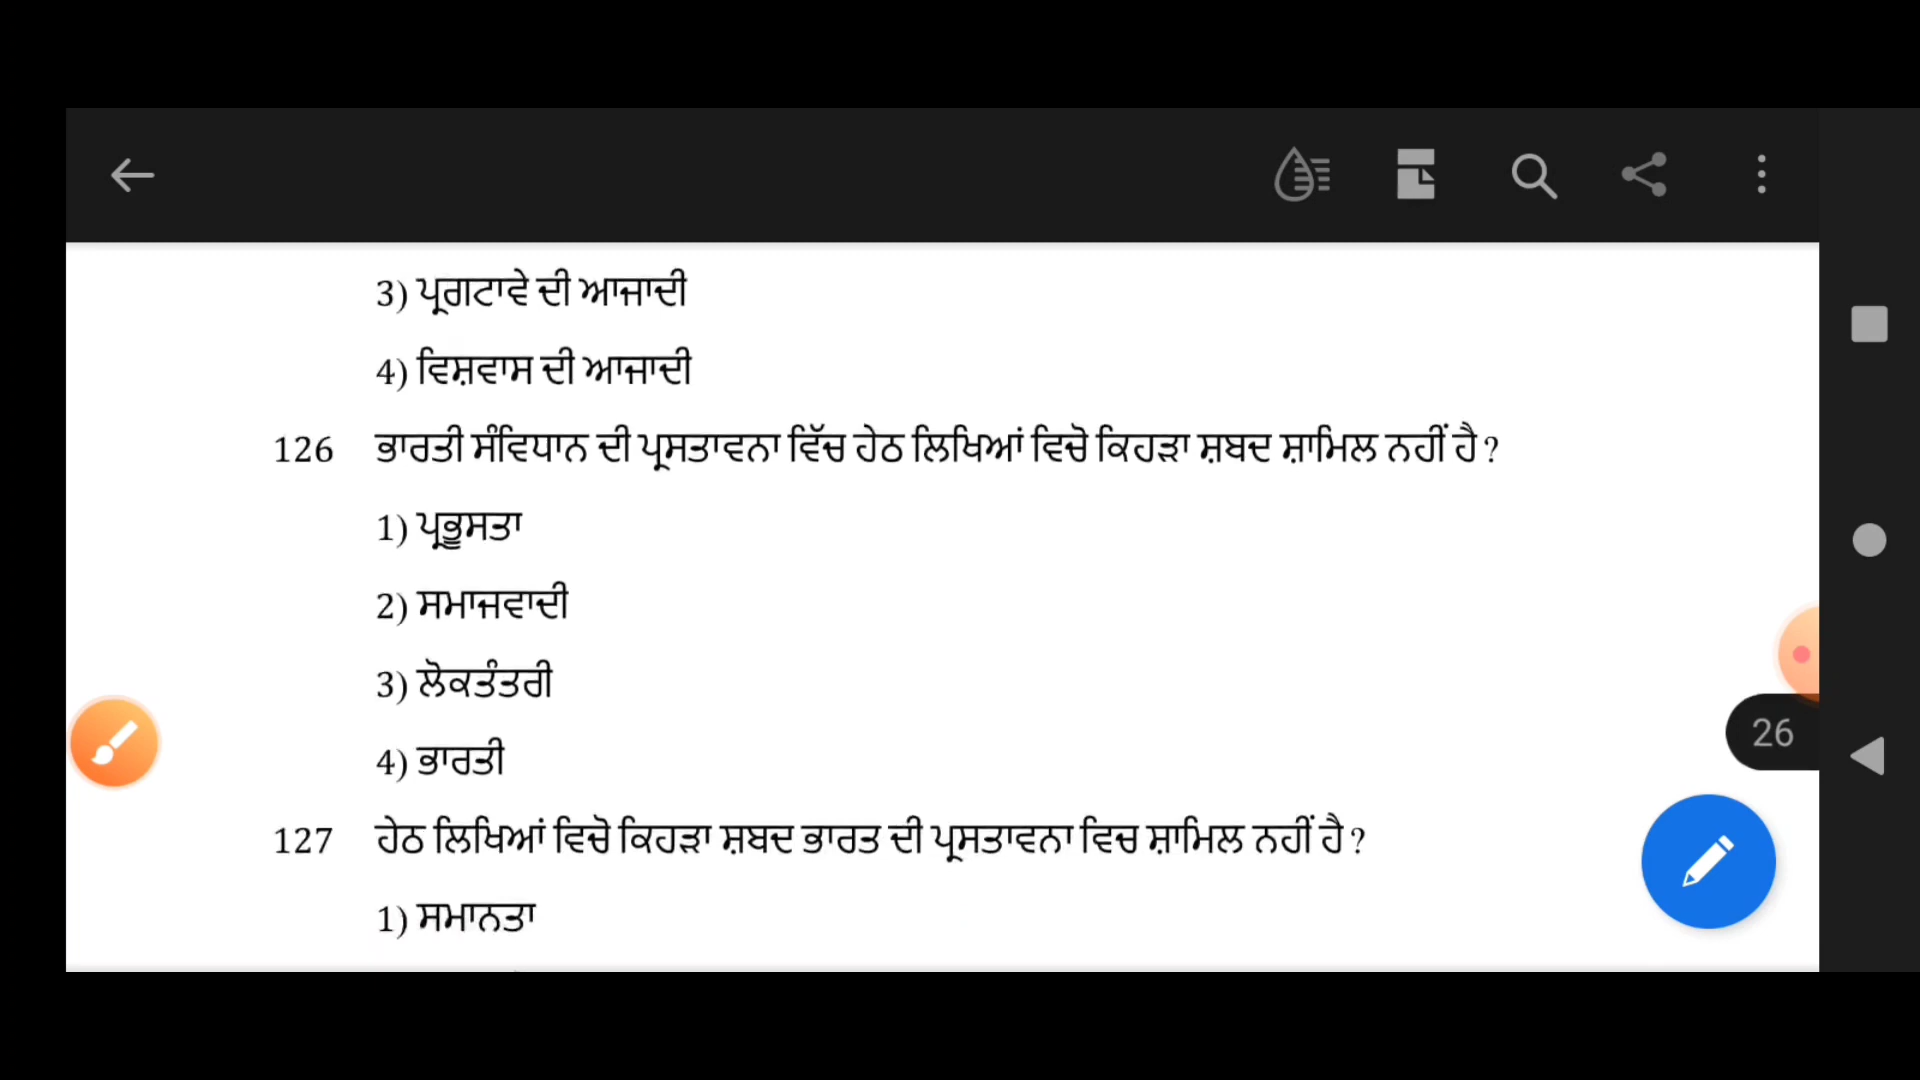 3) ਪ੍ਰਗਟਾਵੇ ਦੀ ਆਜਾਦੀ
4) ਵਿਸ਼ਵਾਸ ਦੀ ਆਜਾਦੀ
126 ਭਾਰਤੀ ਸੰਵਿਧਾਨ ਦੀ ਪ੍ਰਸਤਾਵਨਾ ਵਿੱਚ ਹੇਠ ਲਿਖਿਆਂ ਵਿਚੋ ਕਿਹੜਾ ਸ਼ਬਦ ਸ਼ਾਮਿਲ ਨਹੀਂ ਹੈ ?
1) ਪ੍ਰਭੂਸਤਾ
2) ਸਮਾਜਵਾਦੀ
3) ਲੋਕਤੰਤਰੀ
4) ਭਾਰਤੀ
26
127 ਹੇਠ ਲਿਖਿਆਂ ਵਿਚੋ ਕਿਹੜਾ ਸ਼ਬਦ ਭਾਰਤ ਦੀ ਪ੍ਰਸਤਾਵਨਾ ਵਿਚ ਸ਼ਾਮਿਲ ਨਹੀਂ ਹੈ ?
1) ਸਮਾਨਤਾ